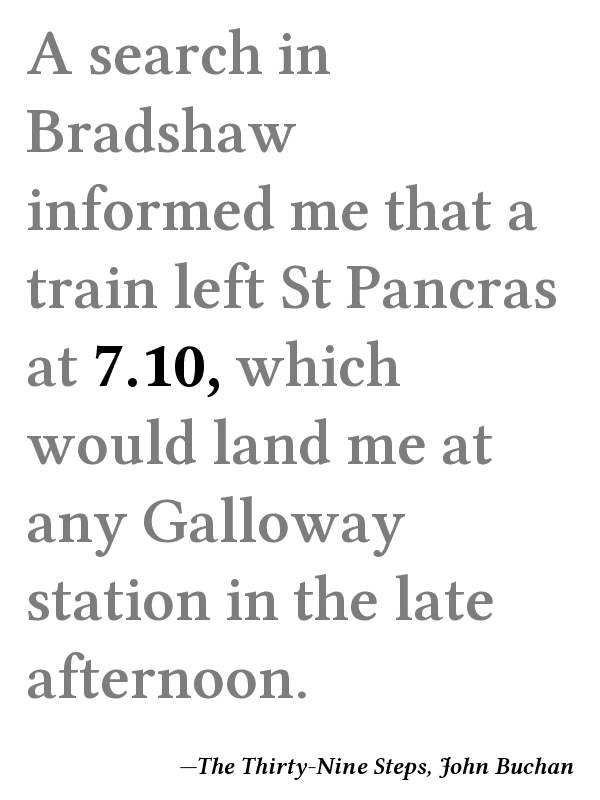 A search in
Bradshaw
informed me that a
train left St Pancras
at 7.10, which
would land me at
any Galloway
station in the late
afternoon.
—The Thirty-Nine Steps, John Buchan